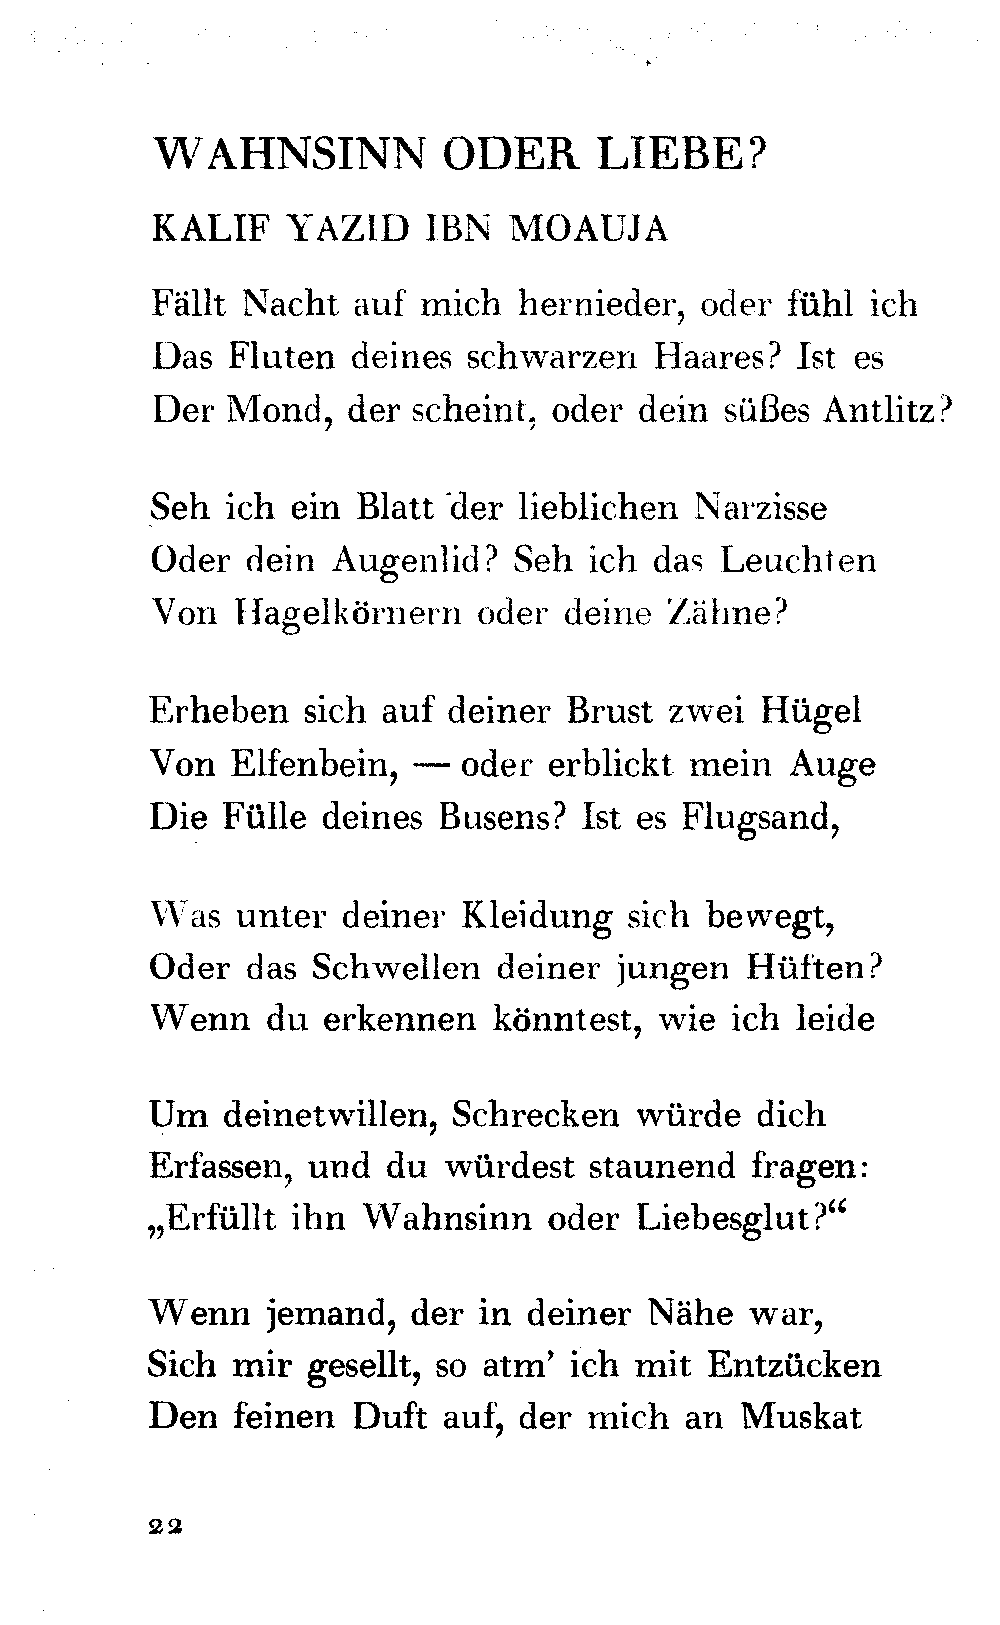 WAHNSINN ODER LIEBE?
KALIF YAZID IBN MOAUJA
Fällt Nacht auf mich hernieder, oder fühl ich
Das Fluten deines schwarzen Haares? Ist es
Der Mond, der scheint, oder dein süßes Antlitz?
Seh ich ein Blatt der lieblichen Narzisse
Oder dein Augenlid? Seh ich das Leuchten
Von Hagelkörnern oder deine Zähne?
Erheben sich auf deiner Brust zwei Hügel
Von Elfenbein, — oder erblickt mein Auge
Die Fülle deines Busens? Ist es Flugsand,
Was unter deiner Kleidung sich bewegt,
Oder das Schwellen deiner jungen Hüften?
Wenn du erkennen könntest, wie ich leide
Um deinetwillen, Schrecken würde dich
Erfassen, und du würdest staunend fragen:
„Erfüllt ihn Wahnsinn oder Liebesglut?“
Wenn jemand, der in deiner Nähe war,
Sich mir gesellt, so atm’ ich mit Entzücken
Den feinen Duft auf, der mich an Muskat
22